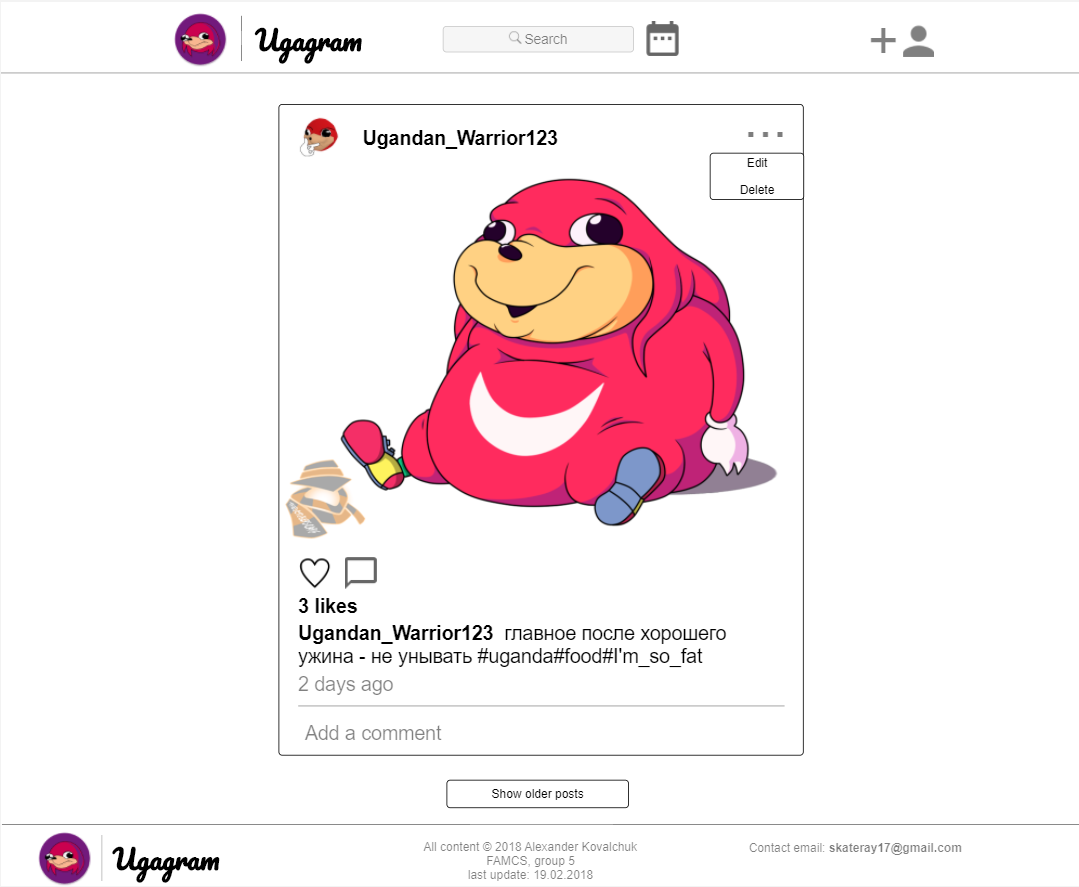 Ugagram
Search
Ugandan_Warrior123
Edit
Delete
3 likes
Ugandan_Warrior123 главное после хорошего
ужина - не унывать #uganda#food#I'm_so_fat
2 days ago
Add a comment
Show older posts
Ugagram
All content © 2018 Alexander Kovalchuk
FAMCS, group 5
last update: 19.02.2018
Contact email: skateray17@gmail.com